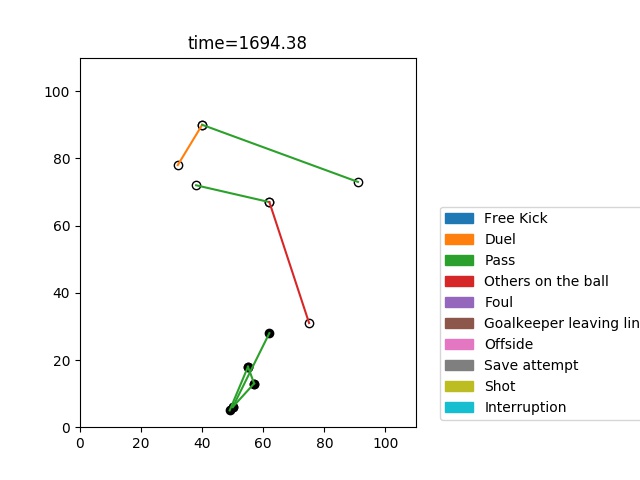 time=1694.38
100
80
60
40
20
0
0 20 40 60 80 100
Free Kick
Duel
Pass
Others on the ball
Foul
Goalkeeper leaving lin
Offside
Save attempt
Shot
Interruption